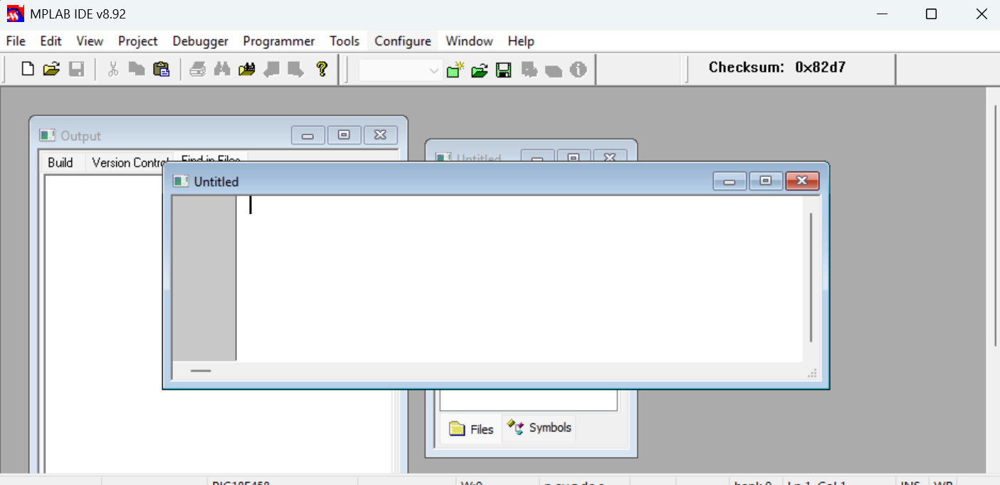 MPLAB IDE v8.92
File Edit View Project Debugger Programmer Tools Configure Window Help
Checksum: 0x82d7
Output
Build Version Control Find in Files
Untitled
Untitled
Files Symbols
PIC18F458 W:0 n ov z dc c bank 0 Ln 1, Col 1 INS WR